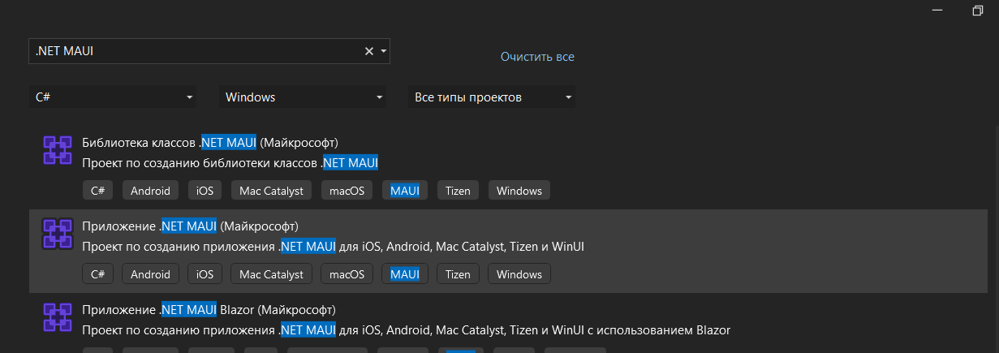 .NET MAUI
Очистить все
C# Windows Все типы проектов
Библиотека классов .NET MAUI (Майкрософт)
Проект по созданию библиотеки классов .NET MAUI
C# Android iOS Mac Catalyst macOS MAUI Tizen Windows
Приложение .NET MAUI (Майкрософт)
Проект по созданию приложения .NET MAUI для iOS, Android, Mac Catalyst, Tizen и WinUI
C# Android iOS Mac Catalyst macOS MAUI Tizen Windows
Приложение .NET MAUI Blazor (Майкрософт)
Проект по созданию приложения .NET MAUI для iOS, Android, Mac Catalyst, Tizen и WinUI с использованием Blazor